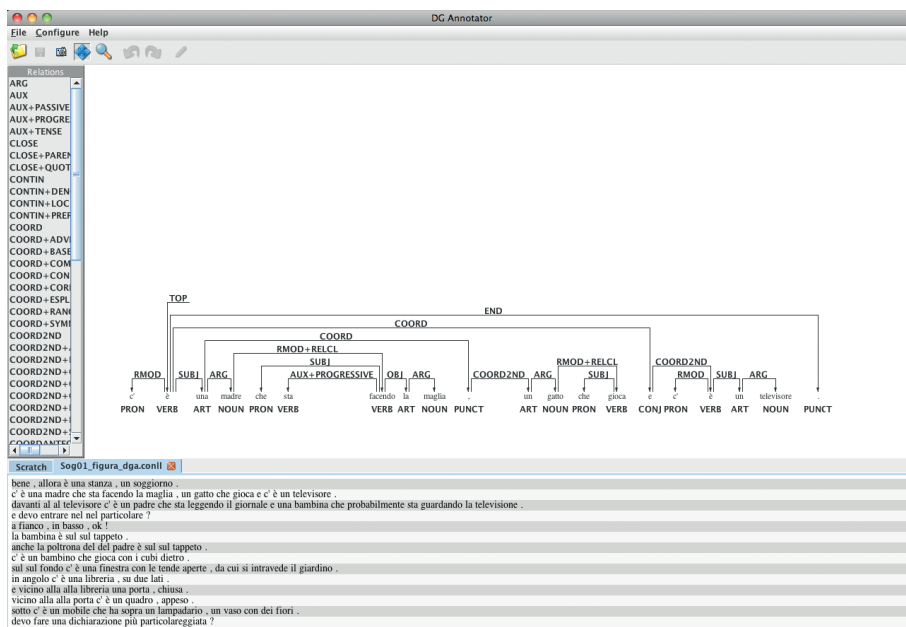 DG Annotator
File Configure Help
Relations
ARG
AUX
AUX+PASSIVE
AUX+PROGRE
AUX+TENSE
CLOSE
CLOSE+PAREN
CLOSE+QUOT
CONTIN
CONTIN+DEN
CONTIN+LOC
CONTIN+PREF
COORD
COORD+ADV
COORD+BASE
COORD+COM
COORD+CON
COORD+COR
COORD+ESPL
COORD+RAN
COORD+SYM
COORD2ND
COORD2ND+
COORD2ND+
COORD2ND+
COORD2ND+
COORD2ND+
COORD2ND+
COORD2ND+
COORD2ND+
COORDANTEC
TOP
END
COORD
COORD
RMOD+RELCL
SUBJ RMOD+RELCL COORD2ND
RMOD SUBJ ARG AUX+PROGRESSIVE OBJ ARG COORD2ND ARG SUBJ RMOD SUBJ ARG
c' è una madre che sta facendo la maglia , un gatto che gioca e c' è un televisore .
PRON VERB ART NOUN PRON VERB VERB ART NOUN PUNCT ART NOUN PRON VERB CONJ PRON VERB ART NOUN PUNCT
Scratch Sog01_figura_dga.conll
bene , allora è una stanza , un soggiorno .
c' è una madre che sta facendo la maglia , un gatto che gioca e c' è un televisore .
davanti al al televisore c' è un padre che sta leggendo il giornale e una bambina che probabilmente sta guardando la televisione .
e devo entrare nel nel particolare ?
a fianco , in basso , ok !
la bambina è sul sul tappeto .
anche la poltrona del del padre è sul sul tappeto .
c' è un bambino che gioca con i cubi dietro .
sul sul fondo c' è una finestra con le tende aperte , da cui si intravede il giardino .
in angolo c' è una libreria , su due lati .
e vicino alla alla libreria una porta , chiusa .
vicino alla alla porta c' è un quadro , appeso .
sotto c' è un mobile che ha sopra un lampadario , un vaso con dei fiori .
devo fare una dichiarazione più particolareggiata ?